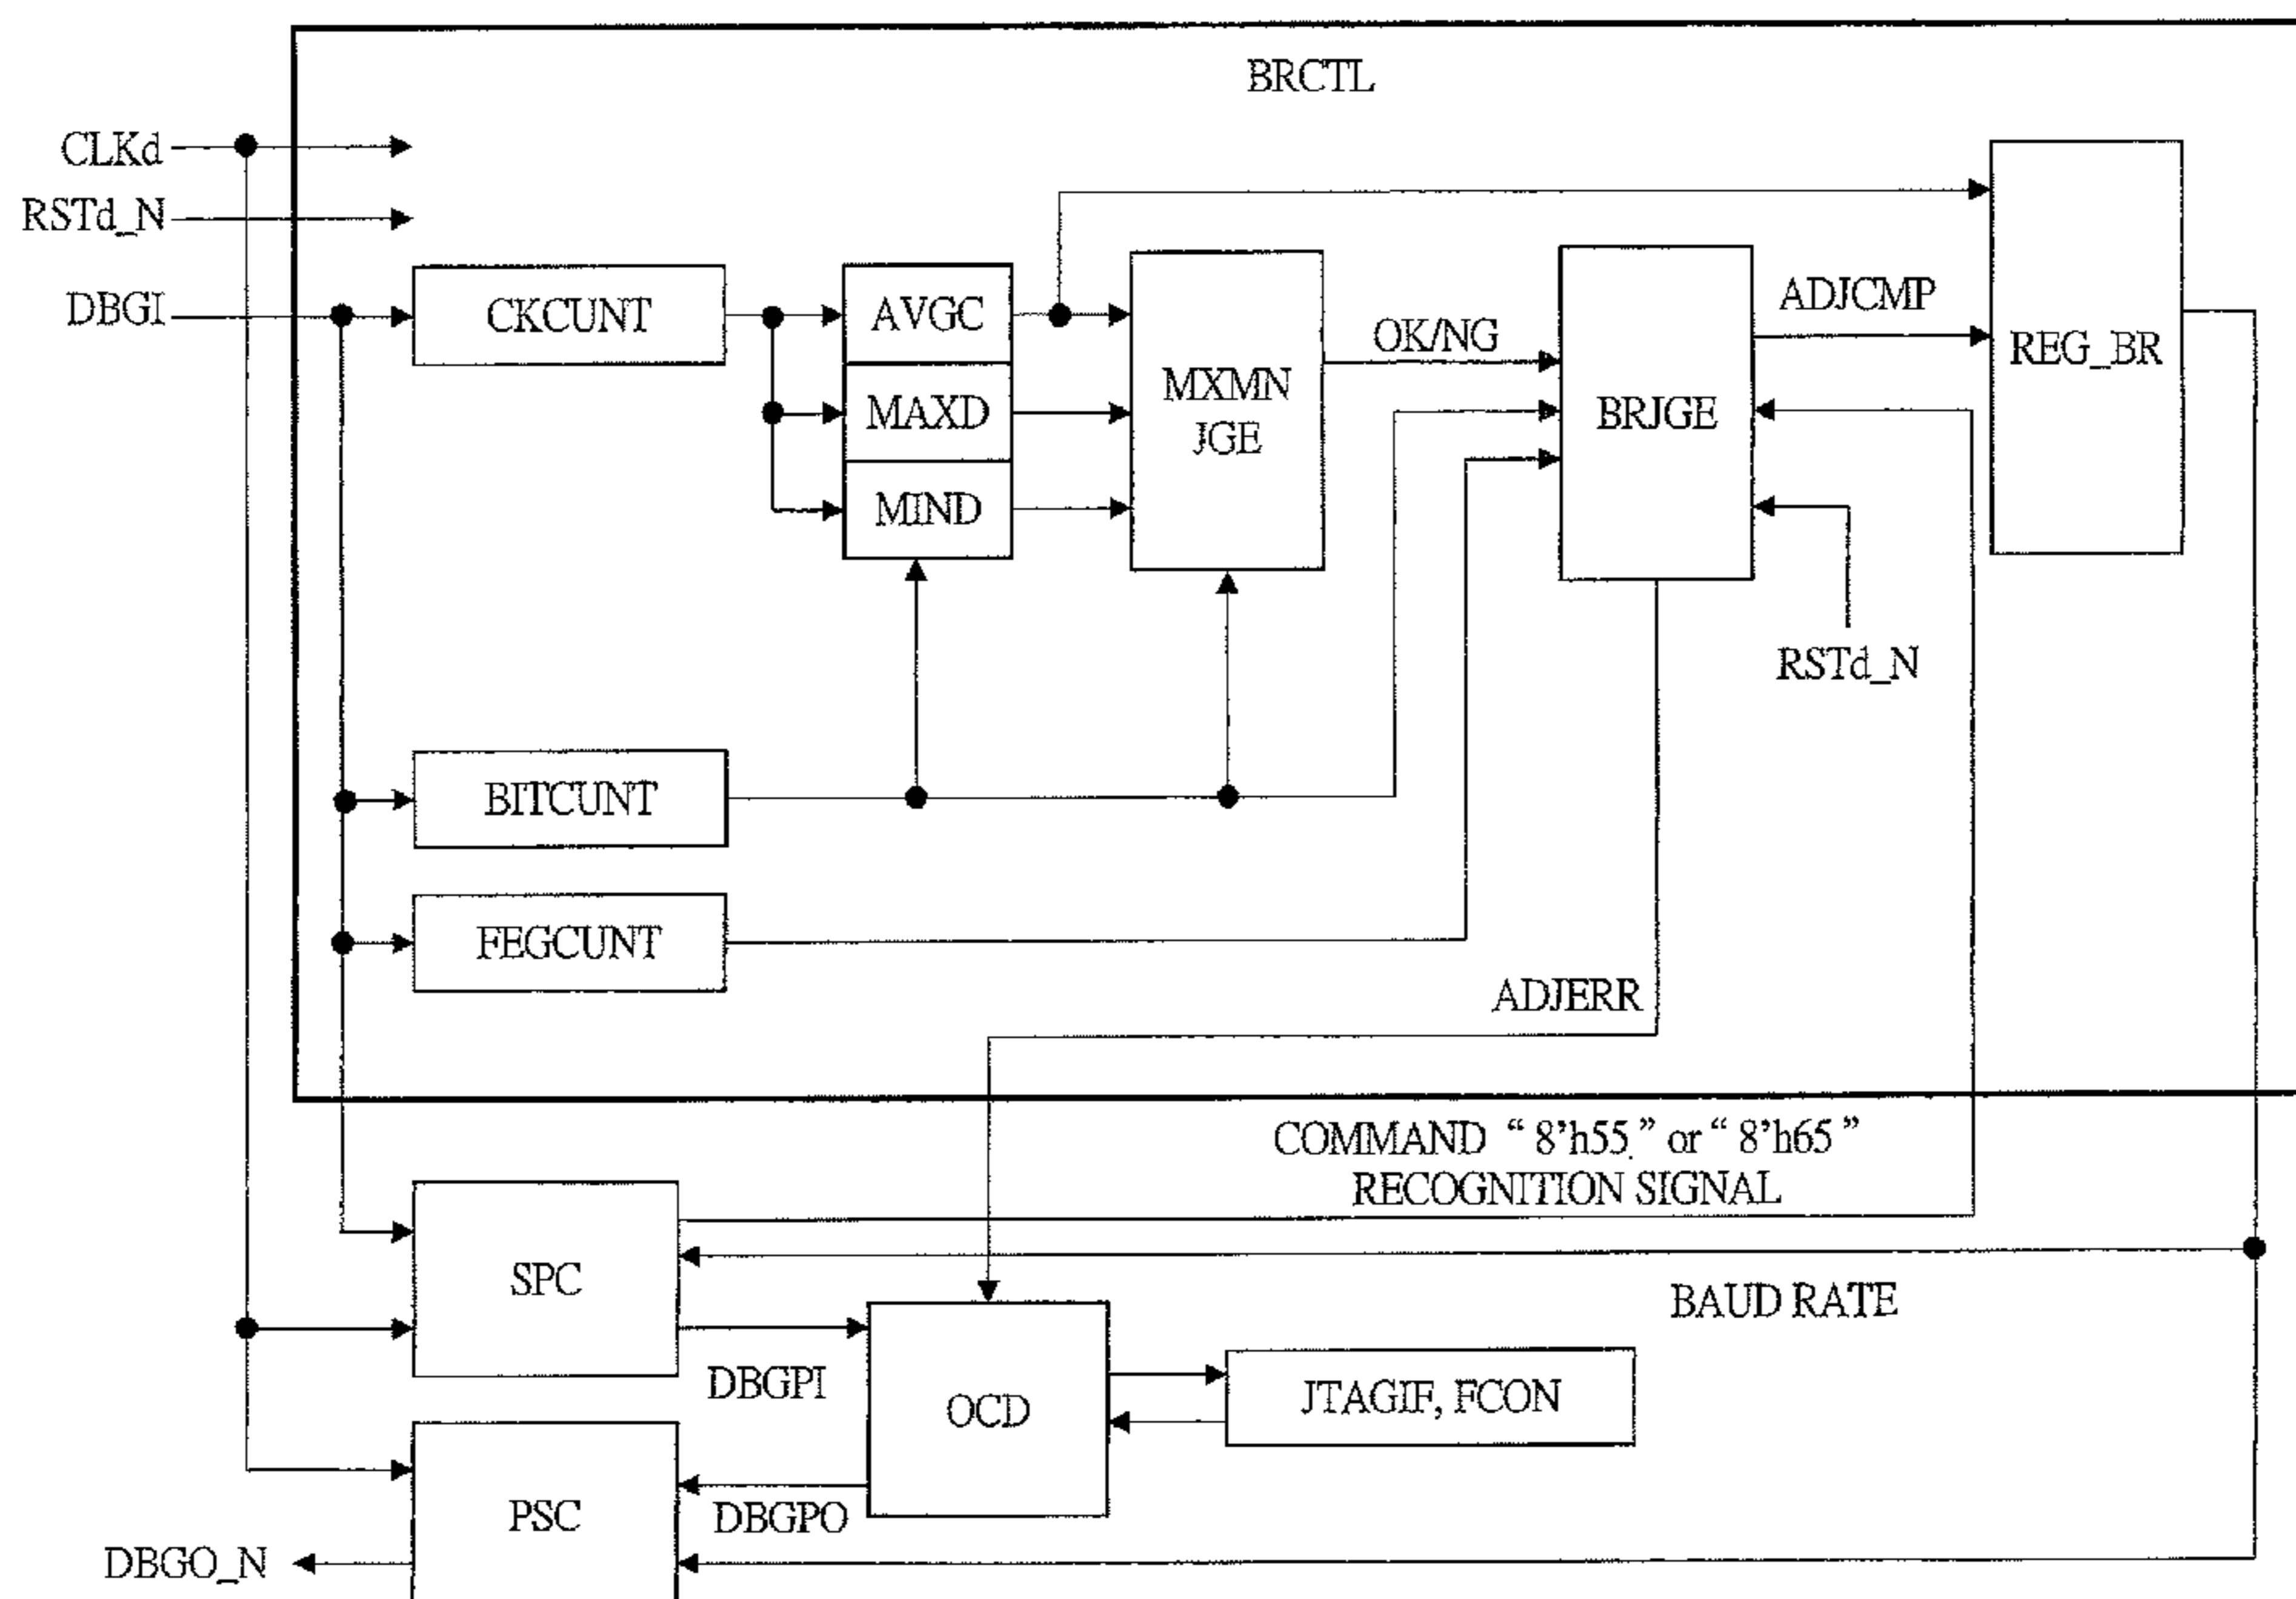 BRCTL
CLKd
RSTd_N
DBGI
CKCUNT
AVGC
MAXD
MIND
MXMN
JGE
OK/NG
BRJGE
ADJCMP
REG_BR
RSTd_N
BITCUNT
FEGCUNT
ADJERR
COMMAND “8’h55” or “8’h65”
RECOGNITION SIGNAL
SPC
BAUD RATE
DBGPI
OCD
JTAGIF, FCON
PSC
DBGPO
DBGO_N